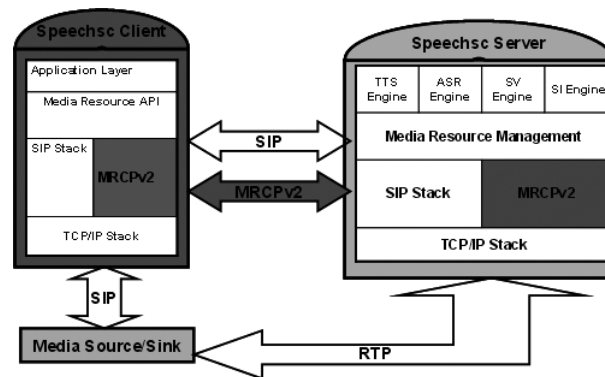 Speechsc Client
Application Layer
Media Resource API
SIP Stack
MRCPv2
TCP/IP Stack
SIP
MRCPv2
Speechsc Server
TTS
Engine
ASR
Engine
SV
Engine
SI Engine
Media Resource Management
SIP Stack
MRCPv2
TCP/IP Stack
SIP
Media Source/Sink
RTP